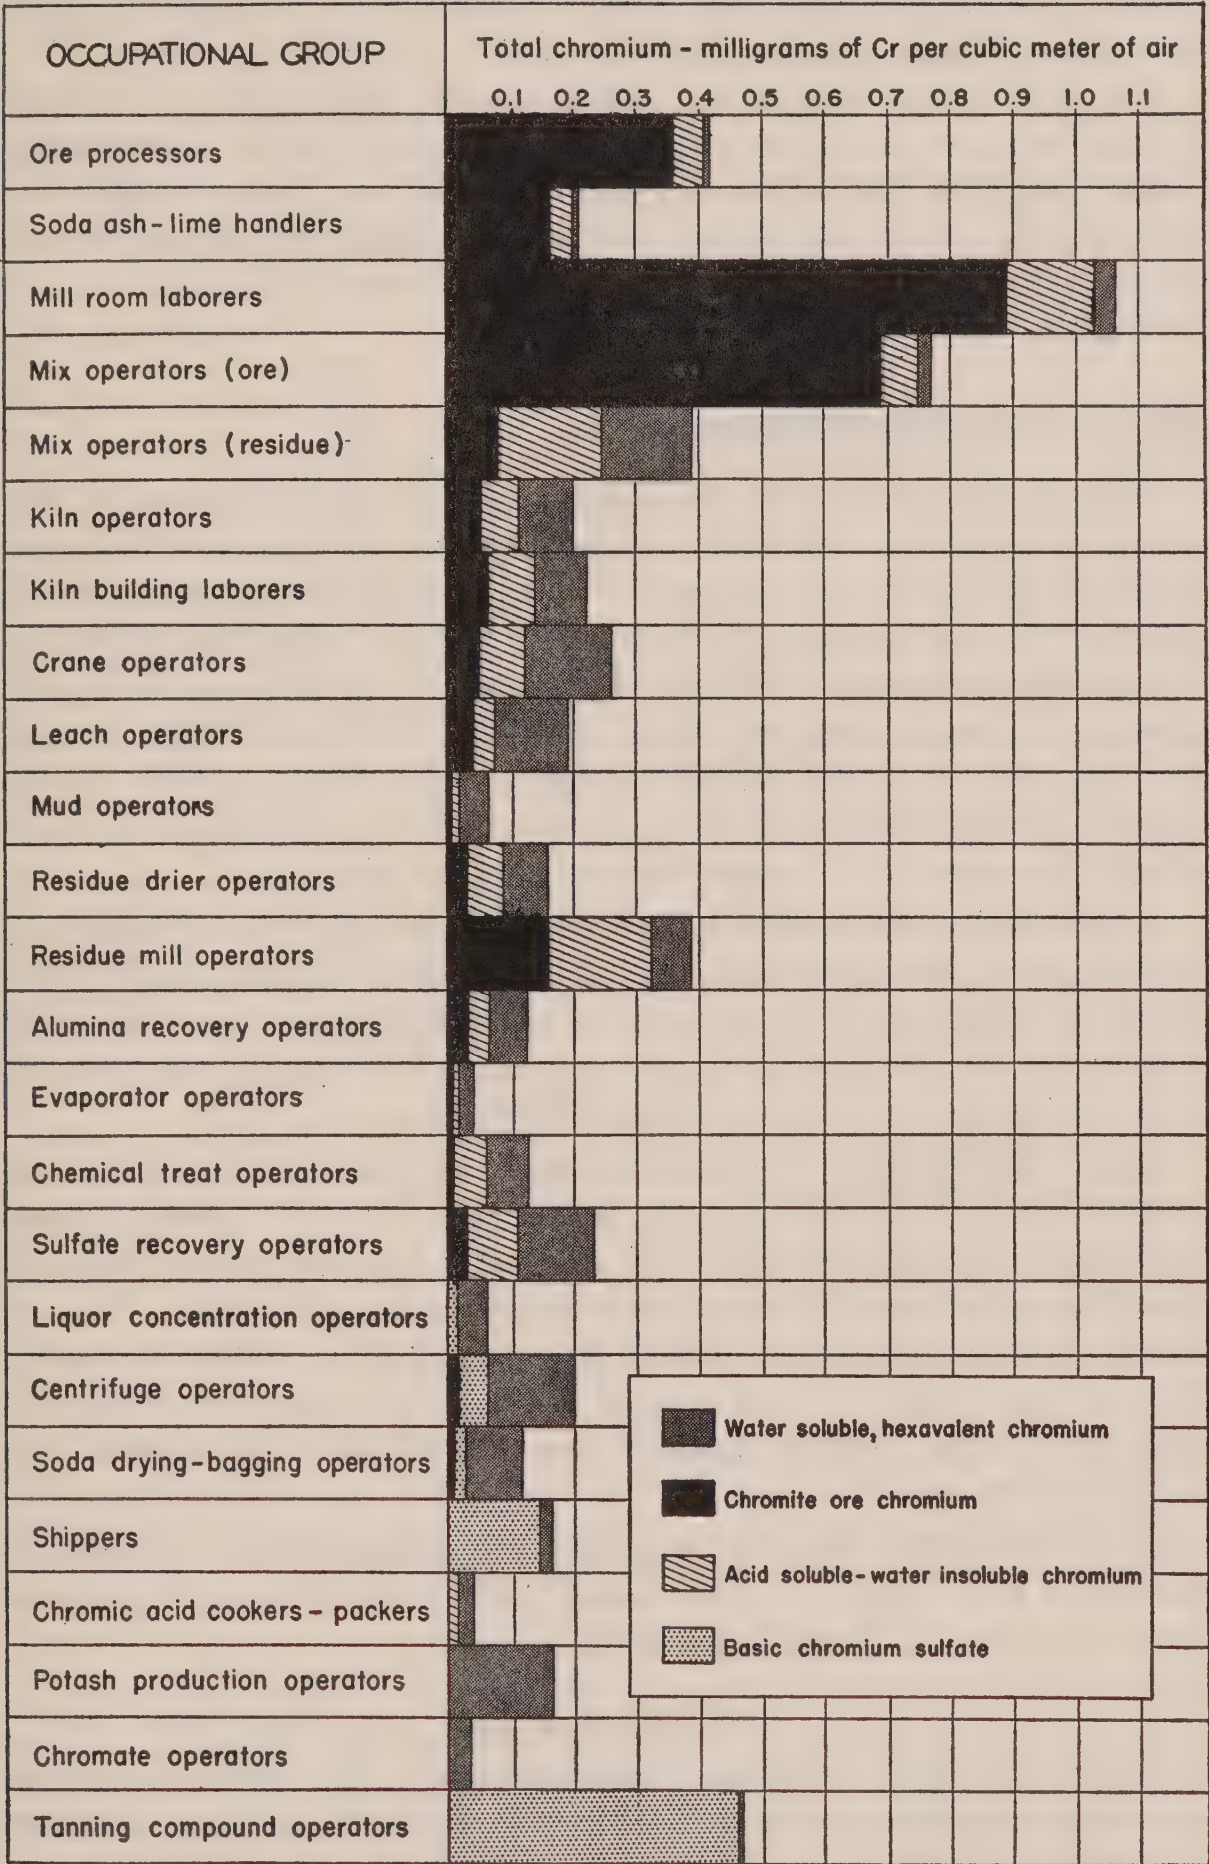 OCCUPATIONAL GROUP
Total chromium - milligrams of Cr per cubic meter of air
0.1 0.2 0.3 0.4 0.5 0.6 0.7 0.8 0.9 1.0 1.1
Ore processors
Soda ash-lime handlers
Mill room laborers
Mix operators (ore)
Mix operators (residue)
Kiln operators
Kiln building laborers
Crane operators
Leach operators
Mud operators
Residue drier operators
Residue mill operators
Alumina recovery operators
Evaporator operators
Chemical treat operators
Sulfate recovery operators
Liquor concentration operators
Centrifuge operators
Soda drying-bagging operators
Shippers
Chromic acid cookers - packers
Potash production operators
Chromate operators
Tanning compound operators
Water soluble, hexavalent chromium
Chromite ore chromium
Acid soluble-water insoluble chromium
Basic chromium sulfate